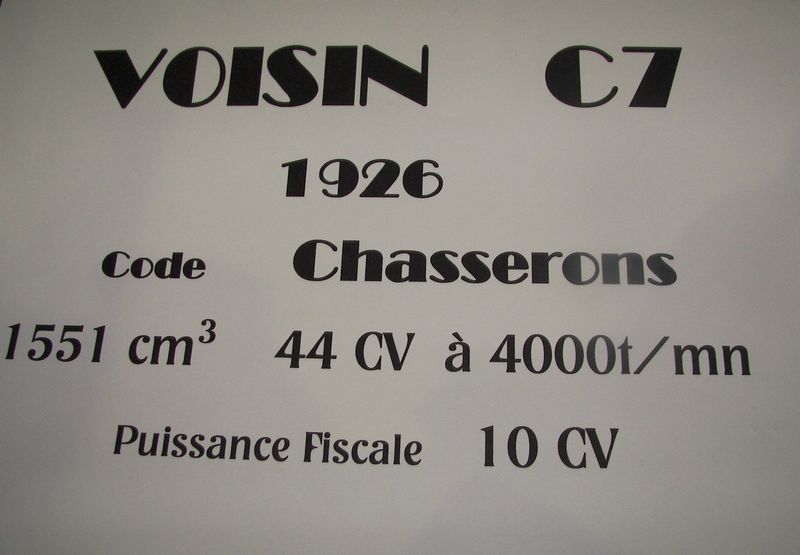 VOISIN C7
1926
Code Chasserons
1551 cm³ 44 CV à 4000t/mn
Puissance Fiscale 10 CV